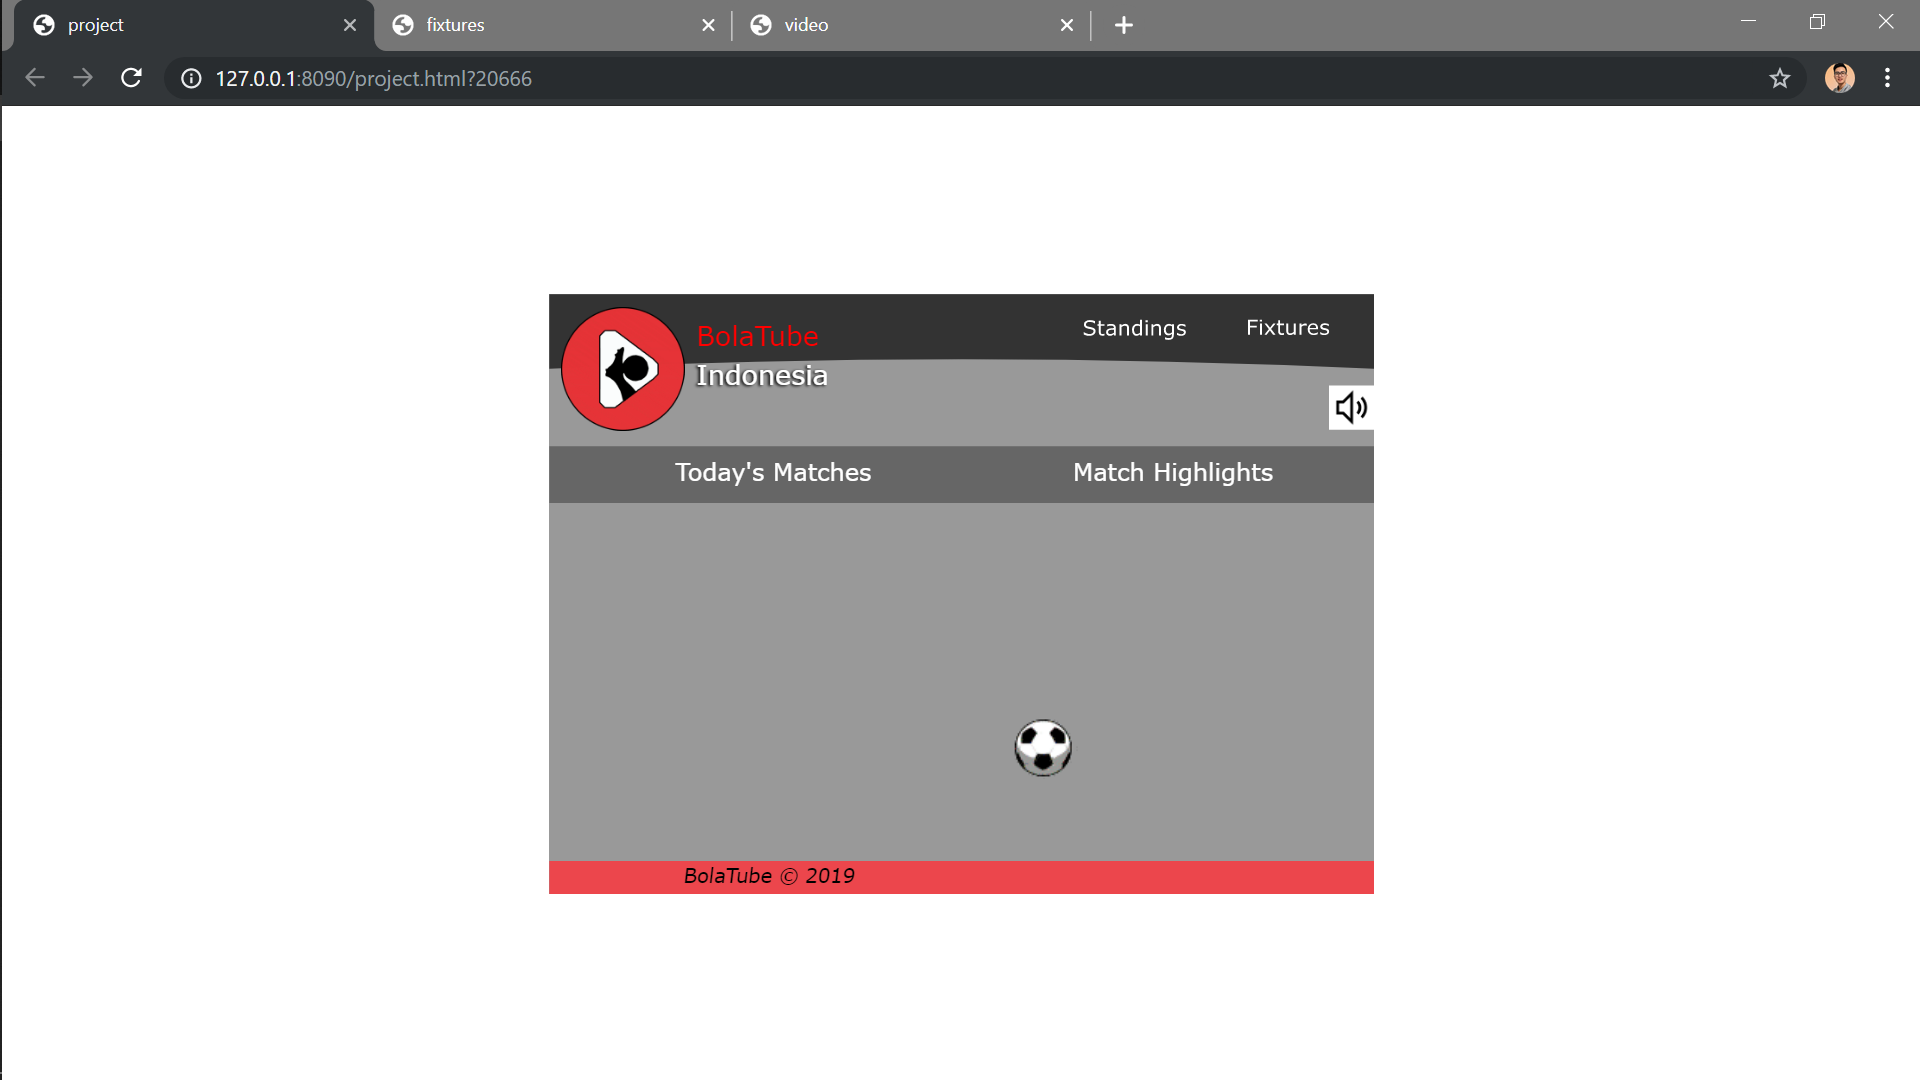 project
fixtures
video
127.0.0.1:8090/project.html?20666
BolaTube
Indonesia
Standings
Fixtures
Today's Matches
Match Highlights
BolaTube © 2019